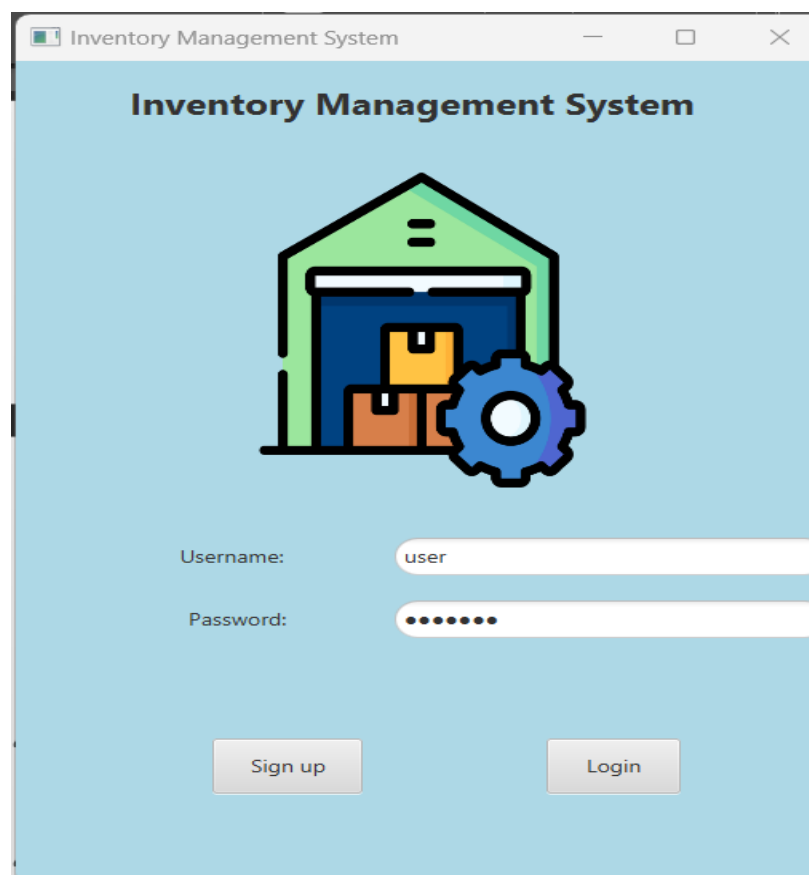 Inventory Management System
Inventory Management System
Username:
user
Password:
•••••••
Sign up
Login